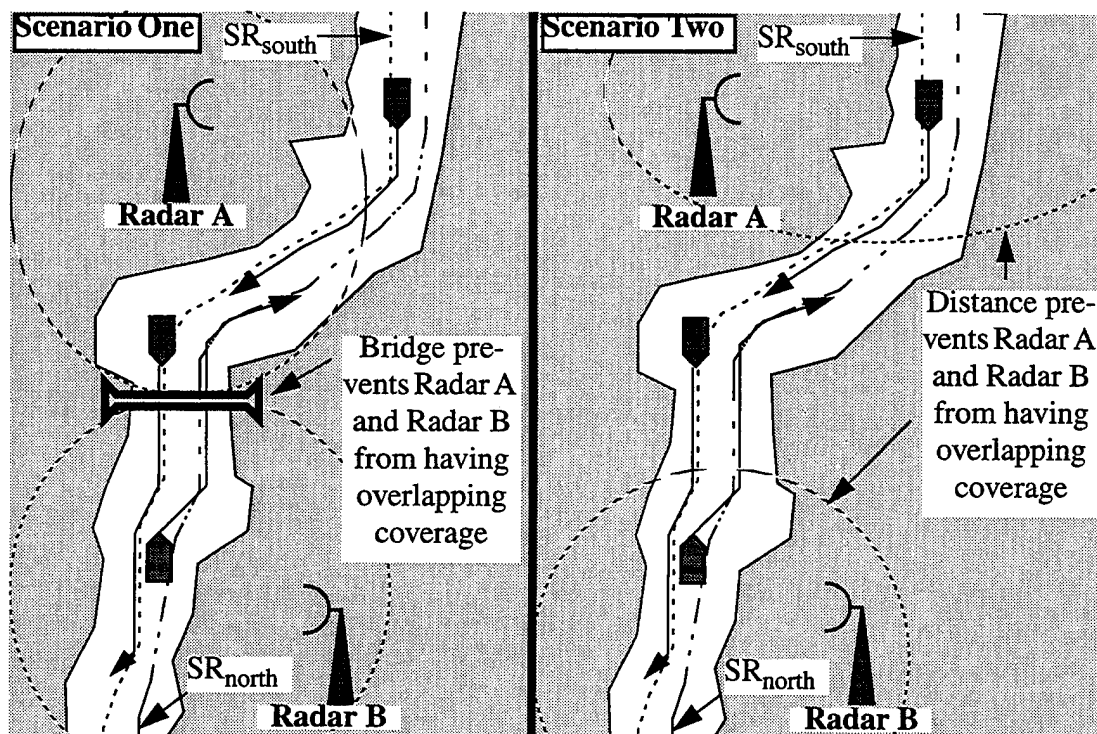 Scenario One
SRsouth
Radar A
Bridge pre-
vents Radar A
and Radar B
from having
overlapping
coverage
SRnorth
Radar B
Scenario Two
SRsouth
Radar A
Distance pre-
vents Radar A
and Radar B
from having
overlapping
coverage
SRnorth
Radar B